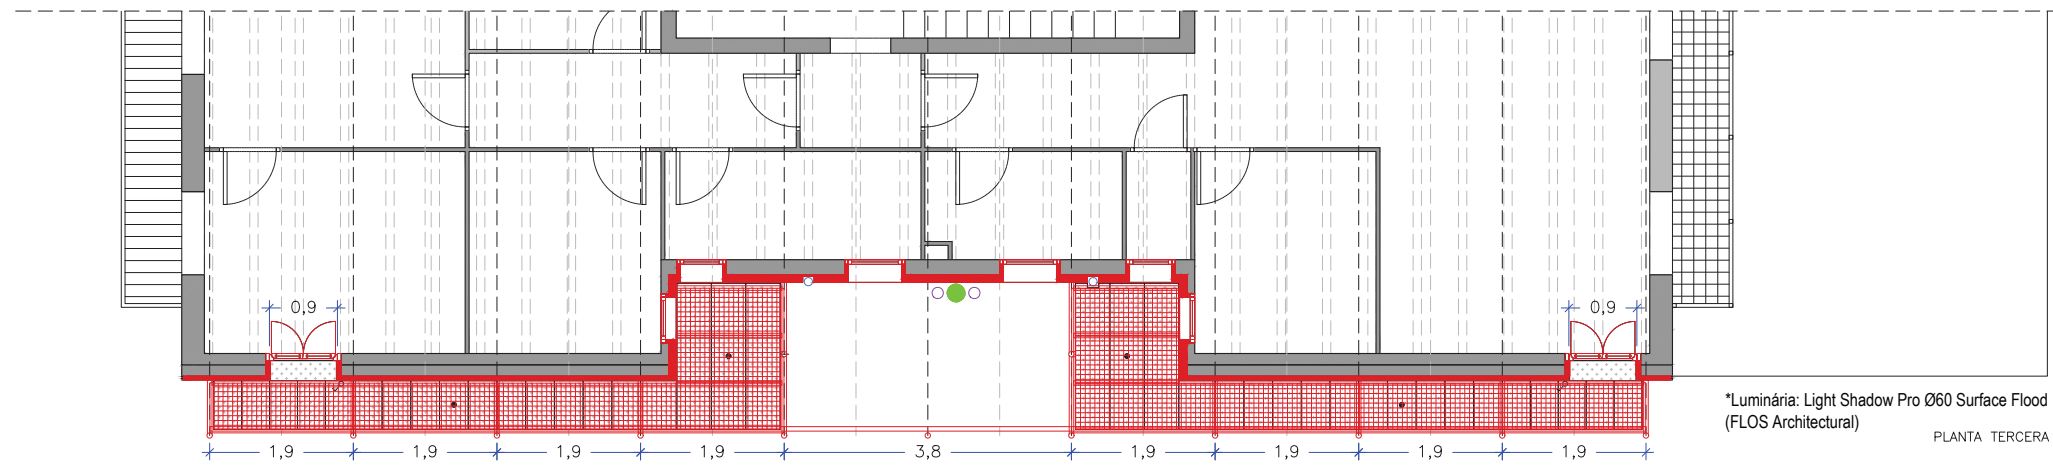 0,9
0,9
*Luminária: Light Shadow Pro Ø60 Surface Flood
(FLOS Architectural)
PLANTA TERCERA
1,9 1,9 1,9 1,9 3,8 1,9 1,9 1,9 1,9